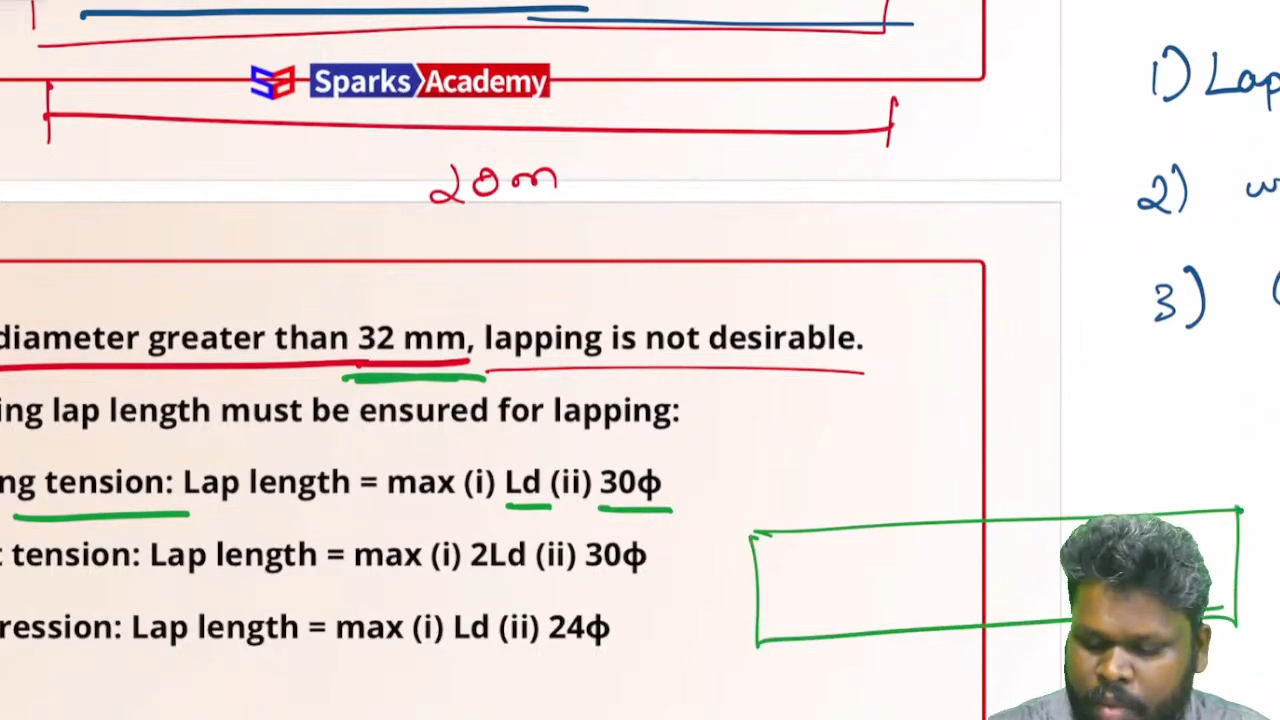 Sparks Academy
20m
1) Lap
2) w
3)
diameter greater than 32 mm, lapping is not desirable.
ing lap length must be ensured for lapping:
ng tension: Lap length = max (i) Ld (ii) 30ϕ
t tension: Lap length = max (i) 2Ld (ii) 30ϕ
ression: Lap length = max (i) Ld (ii) 24ϕ